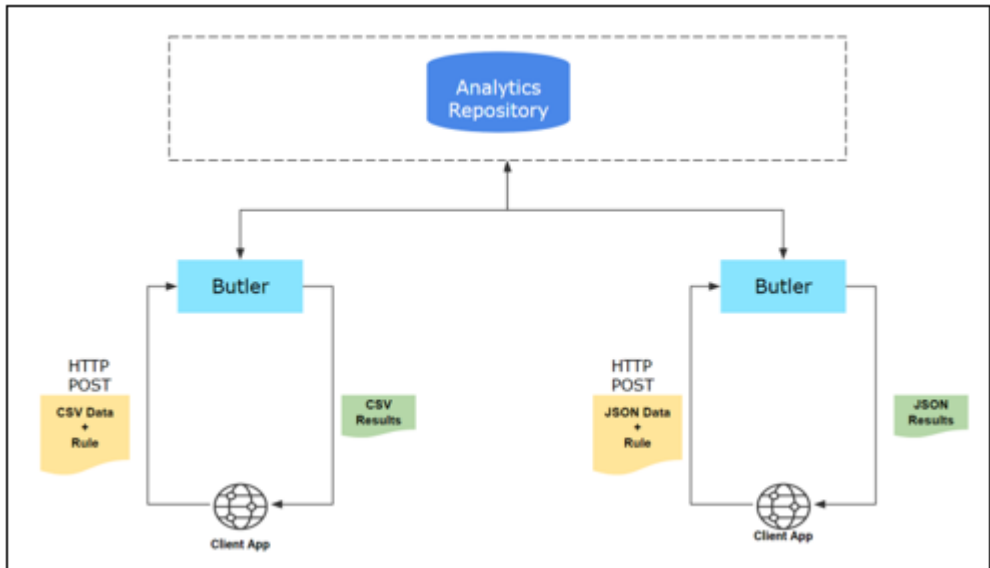 Analytics
Repository
Butler
Butler
HTTP
POST
CSV Data
+
Rule
CSV
Results
HTTP
POST
JSON Data
+
Rule
JSON
Results
Client App
Client App